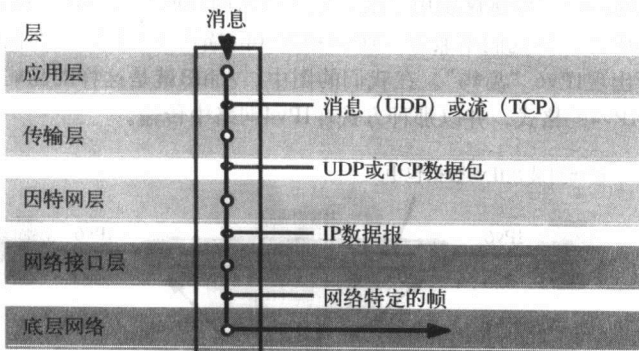 消息
层
应用层
消息（UDP）或流（TCP）
传输层
UDP或TCP数据包
因特网层
IP数据报
网络接口层
网络特定的帧
底层网络